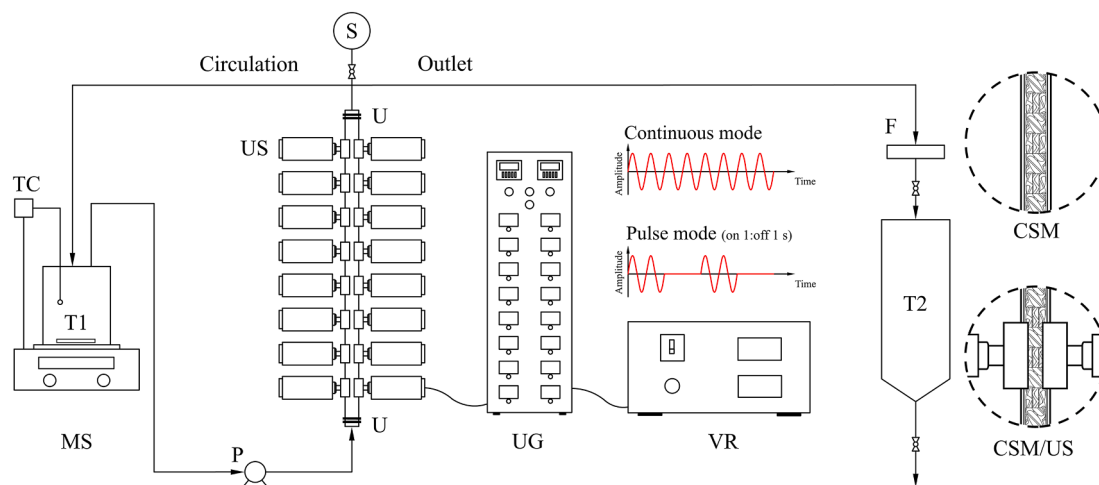 S
Circulation
Outlet
U
US
TC
T1
MS
P
U
UG
Continuous mode
Amplitude
Time
Pulse mode (on 1:off 1 s)
Amplitude
Time
VR
F
T2
CSM
CSM/US